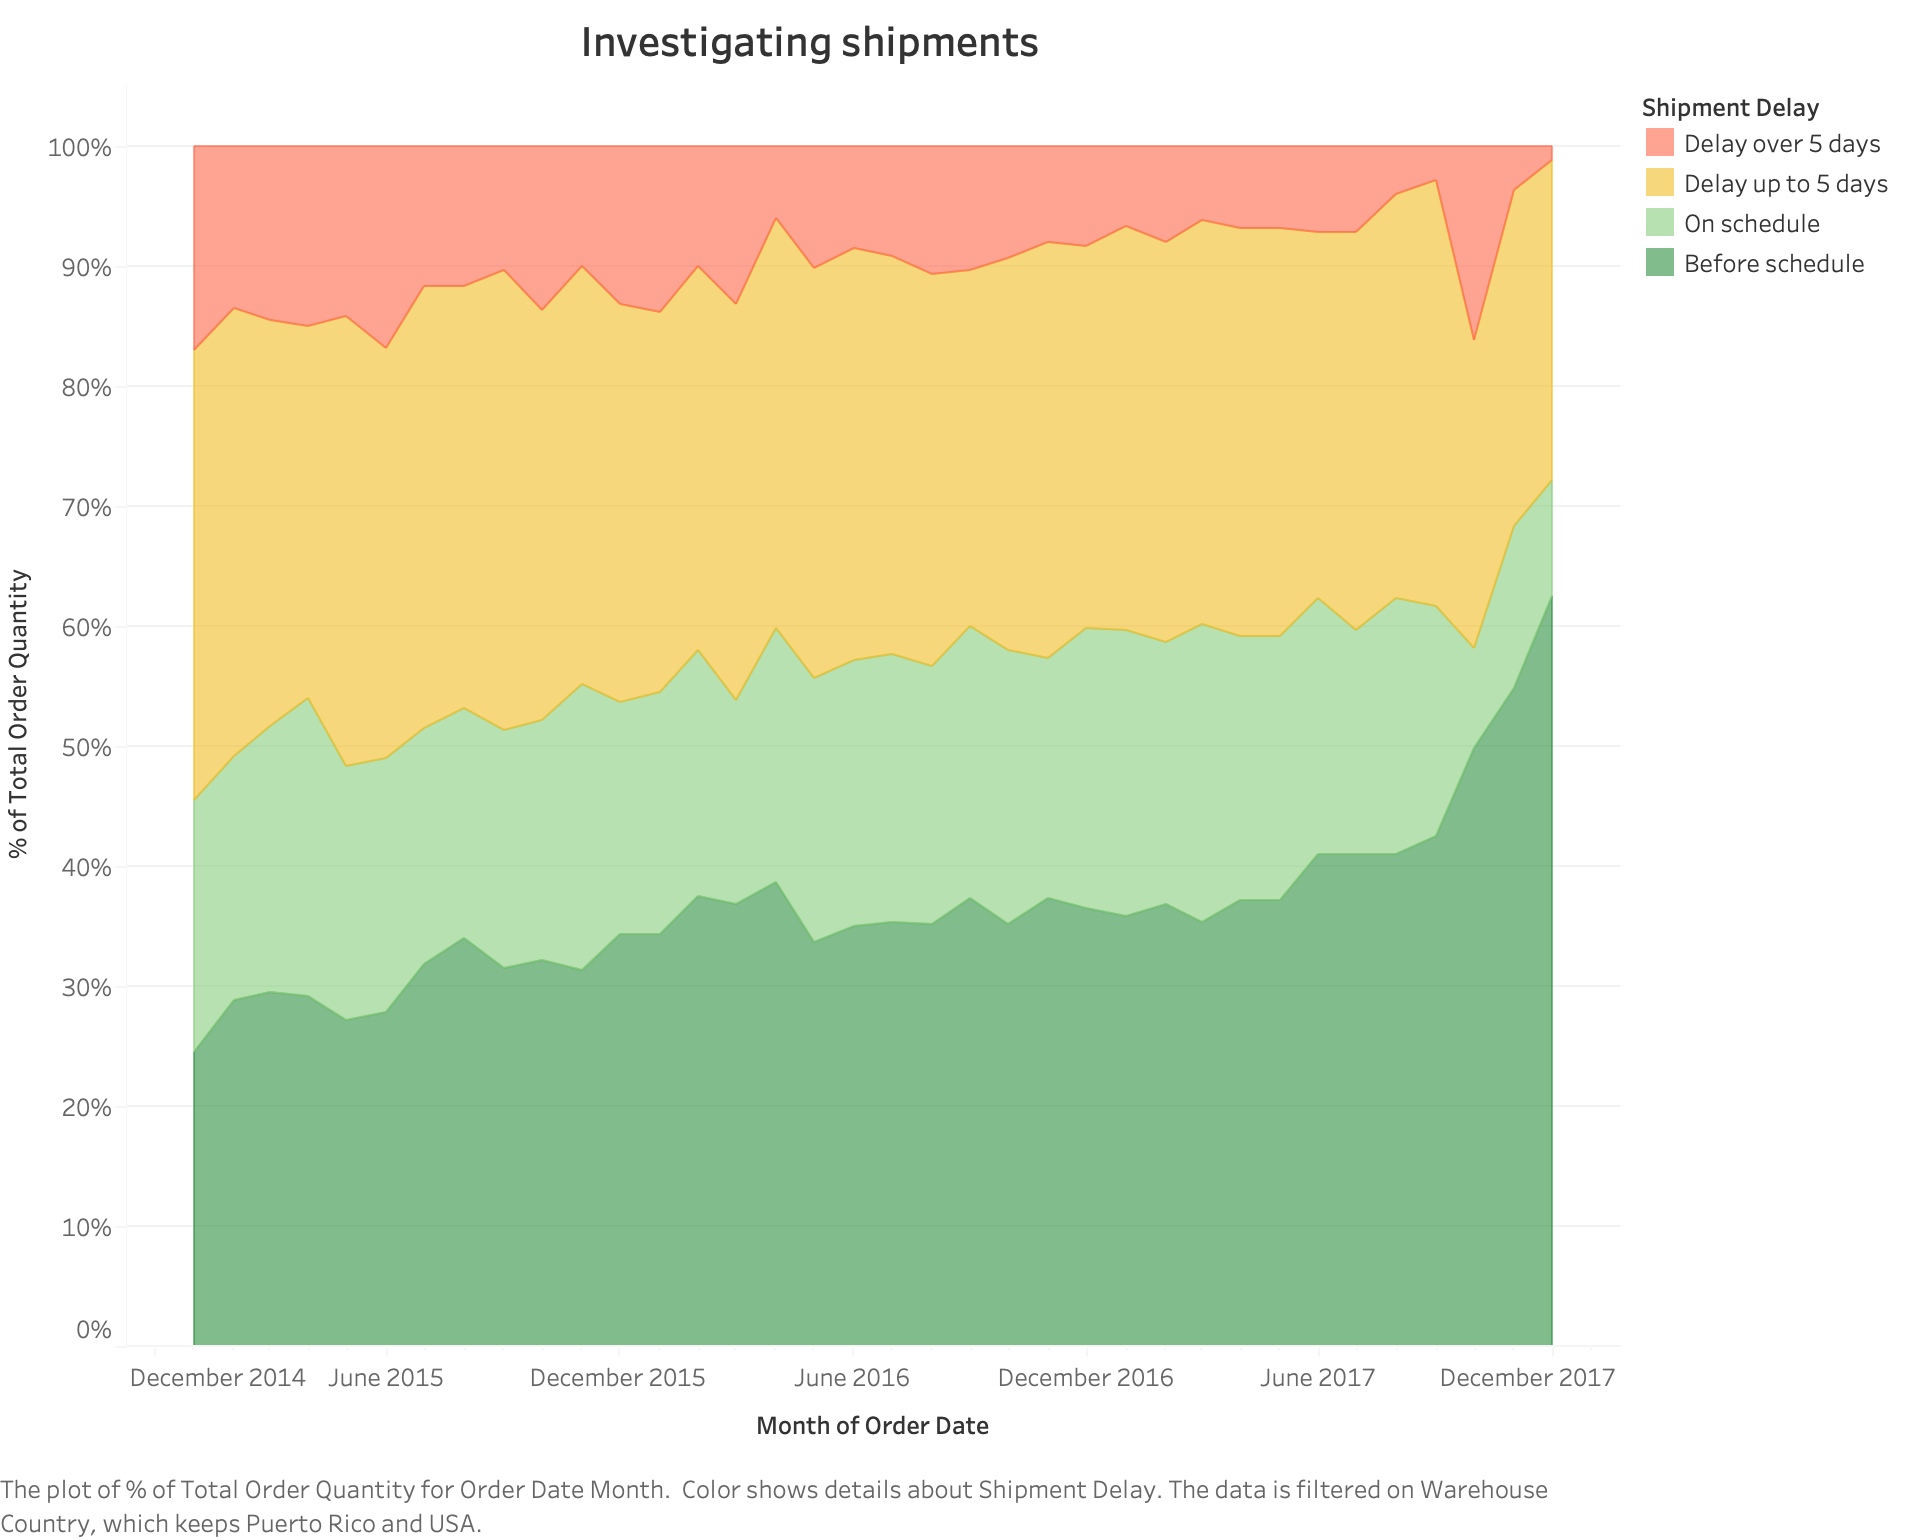 Investigating shipments
Shipment Delay
Delay over 5 days
Delay up to 5 days
On schedule
Before schedule
% of Total Order Quantity
100%
90%
80%
70%
60%
50%
40%
30%
20%
10%
0%
December 2014 June 2015 December 2015 June 2016 December 2016 June 2017 December 2017
Month of Order Date
The plot of % of Total Order Quantity for Order Date Month. Color shows details about Shipment Delay. The data is filtered on Warehouse
Country, which keeps Puerto Rico and USA.